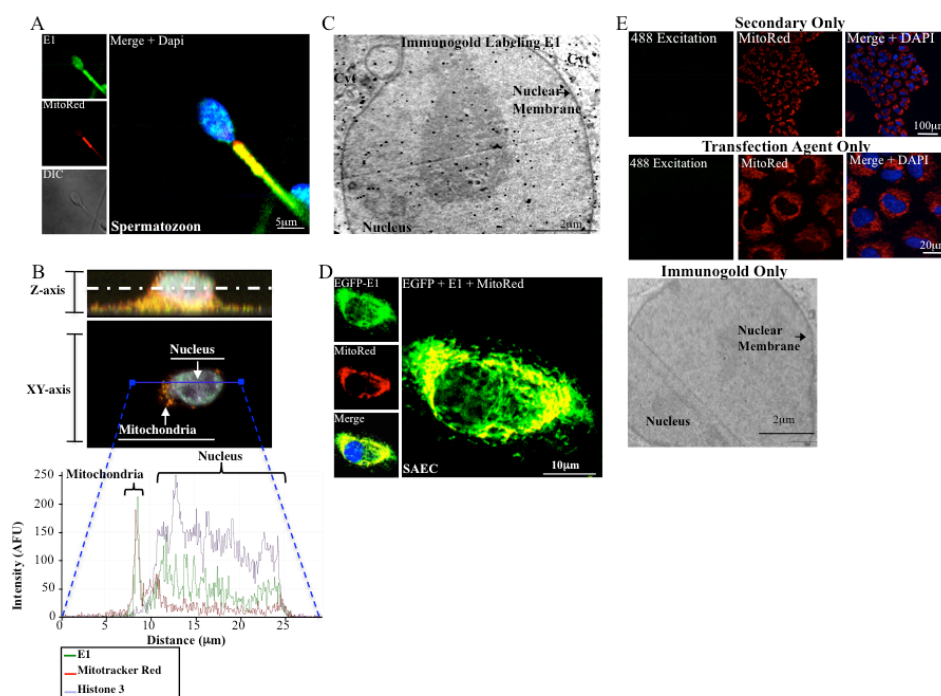 A
E1
Merge + Dapi
MitoRed
DIC
Spermatozoon
5μm
B
Z-axis
XY-axis
Nucleus
Mitochondria
Nucleus
Mitochondria
Intensity (AFU)
250
200
150
100
50
0
0 5 10 15 20 25
Distance (μm)
E1
Mitotracker Red
Histone 3
C
Immunogold Labeling E1
Cyt
Cyt
Nuclear
Membrane
Nucleus
2μm
D
EGFP-E1
EGFP + E1 + MitoRed
MitoRed
Merge
SAEC
10μm
E
Secondary Only
488 Excitation
MitoRed
Merge + DAPI
100μm
Transfection Agent Only
488 Excitation
MitoRed
Merge + DAPI
20μm
Immunogold Only
Nuclear
Membrane
Nucleus
2μm